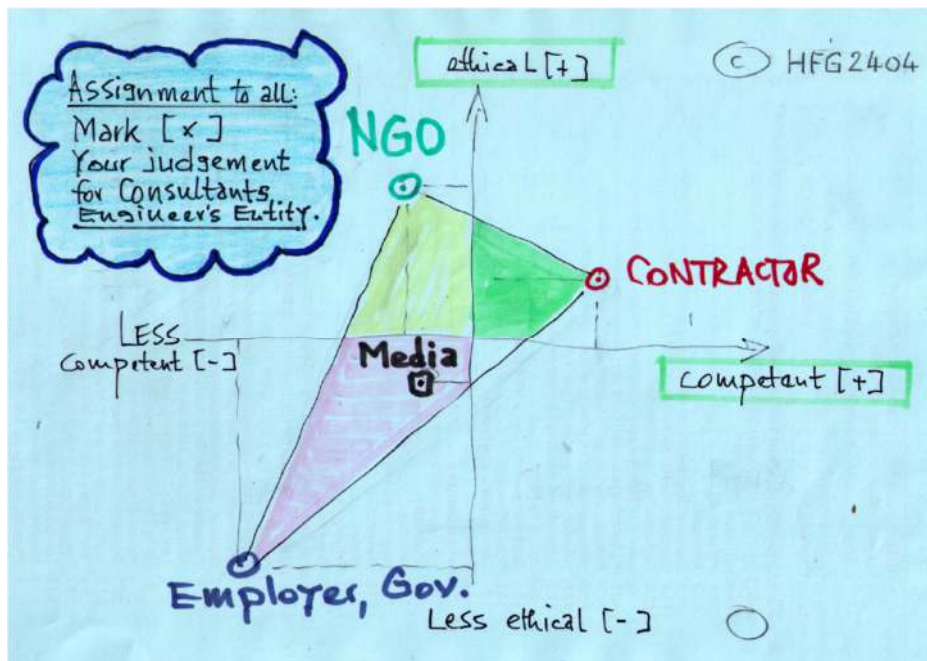 Assignment to all:
Mark [x]
Your judgement
for Consultants
Engineer's Entity.
ethical [+]
© HFG2404
NGO
CONTRACTOR
LESS
competent [-]
Media
competant [+]
Employer, Gov.
Less ethical [-]